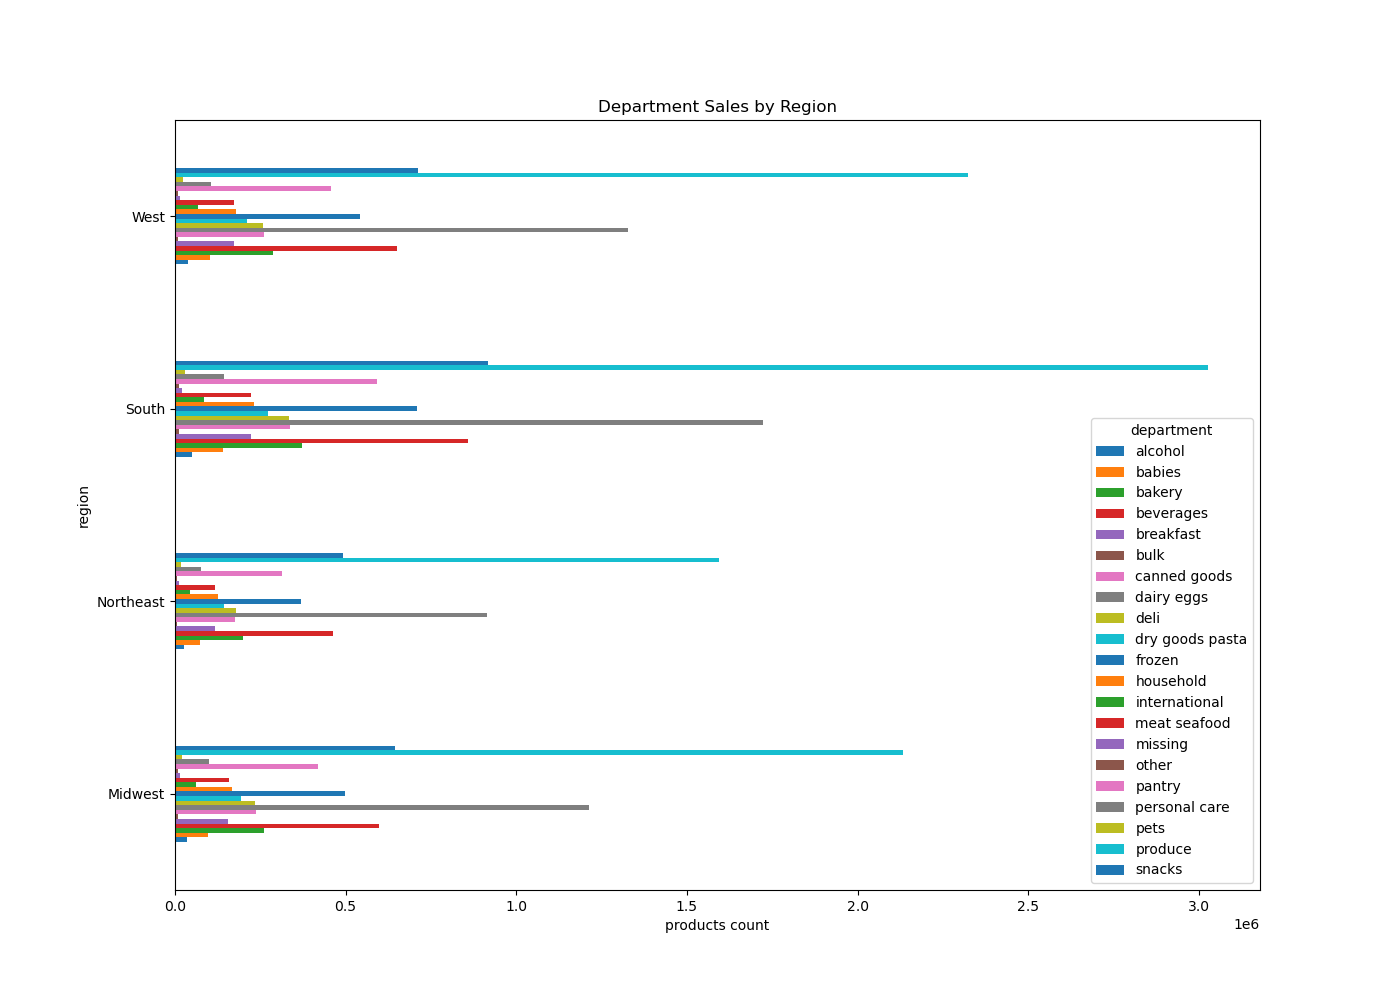 Department Sales by Region
West
South
Northeast
Midwest
region
department
alcohol
babies
bakery
beverages
breakfast
bulk
canned goods
dairy eggs
deli
dry goods pasta
frozen
household
international
meat seafood
missing
other
pantry
personal care
pets
produce
snacks
0.0 0.5 1.0 1.5 2.0 2.5 3.0
1e6
products count